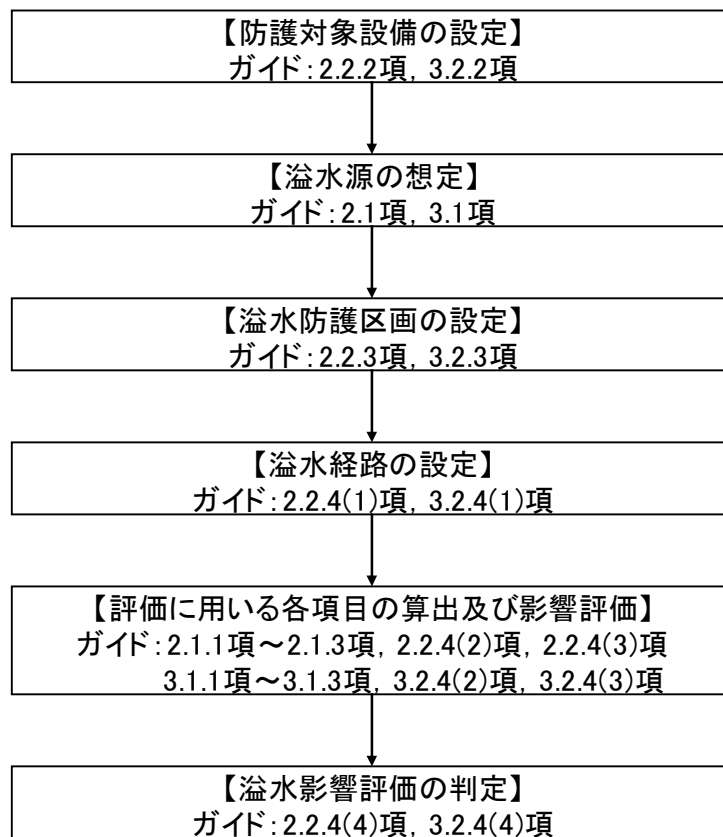 【防護対象設備の設定】
ガイド：2.2.2項，3.2.2項
【溢水源の想定】
ガイド：2.1項，3.1項
【溢水防護区画の設定】
ガイド：2.2.3項，3.2.3項
【溢水経路の設定】
ガイド：2.2.4(1)項，3.2.4(1)項
【評価に用いる各項目の算出及び影響評価】
ガイド：2.1.1項～2.1.3項，2.2.4(2)項，2.2.4(3)項
3.1.1項～3.1.3項，3.2.4(2)項，3.2.4(3)項
【溢水影響評価の判定】
ガイド：2.2.4(4)項，3.2.4(4)項